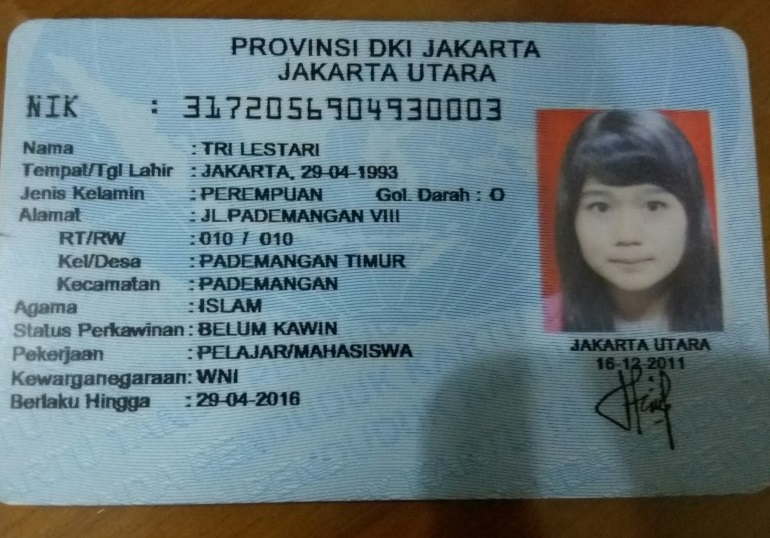 PROVINSI DKI JAKARTA
JAKARTA UTARA
NIK : 3172056904930003
Nama : TRI LESTARI
Tempat/Tgl Lahir : JAKARTA, 29-04-1993
Jenis Kelamin : PEREMPUAN Gol. Darah : O
Alamat : JL.PADEMANGAN VIII
RT/RW : 010 / 010
Kel/Desa : PADEMANGAN TIMUR
Kecamatan : PADEMANGAN
Agama : ISLAM
Status Perkawinan : BELUM KAWIN
Pekerjaan : PELAJAR/MAHASISWA
Kewarganegaraan: WNI
Berlaku Hingga : 29-04-2016
JAKARTA UTARA
16-12-2011